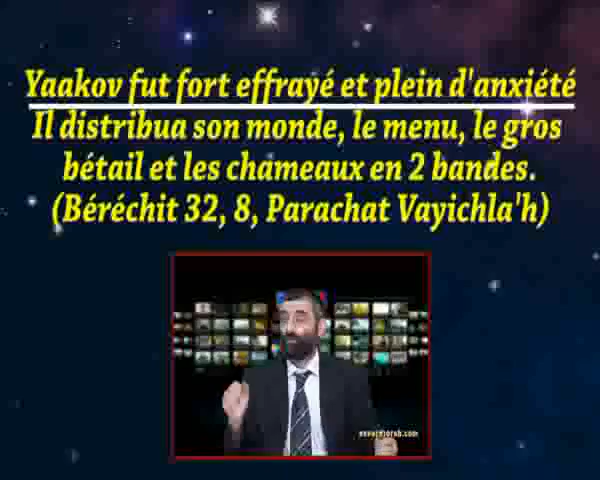 Yaakov fut fort effrayé et plein d'anxiété
Il distribua son monde, le menu, le gros
bétail et les chameaux en 2 bandes.
(Béréchit 32, 8, Parachat Vayichla'h)